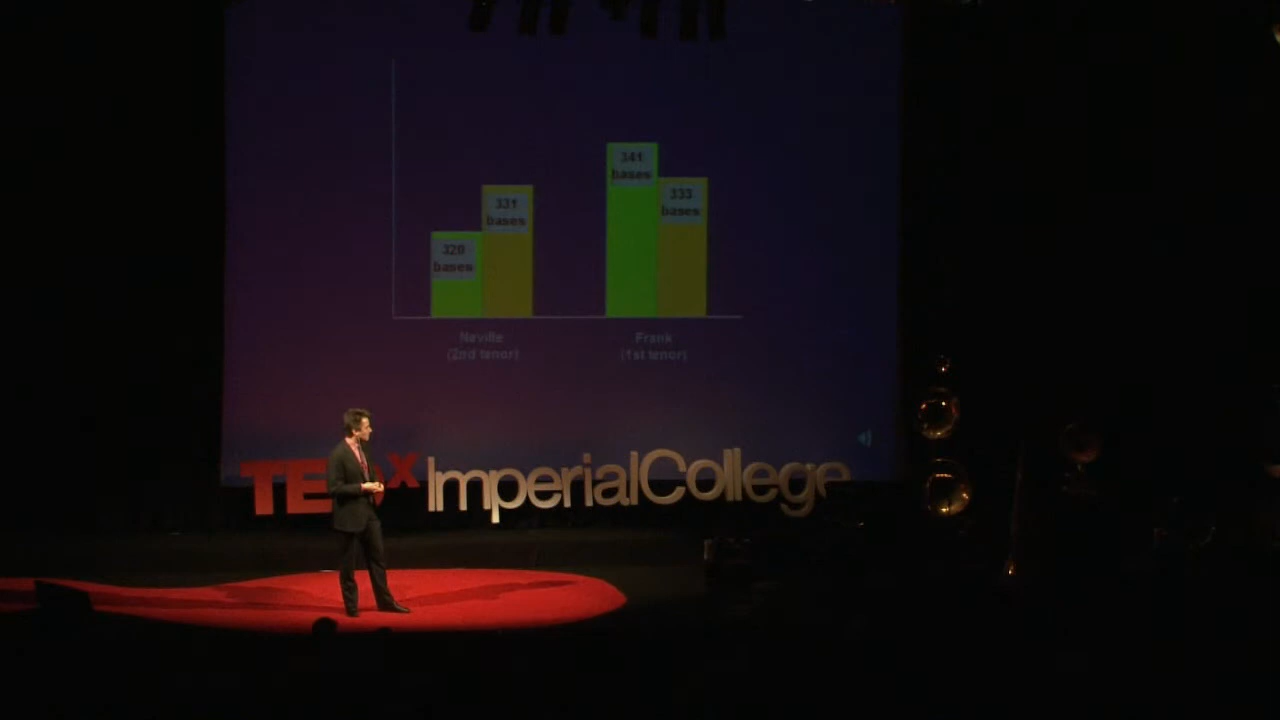 341
bases
333
bases
331
bases
320
bases
Neville
(2nd tenor)
Frank
(1st tenor)
TEDx ImperialCollege